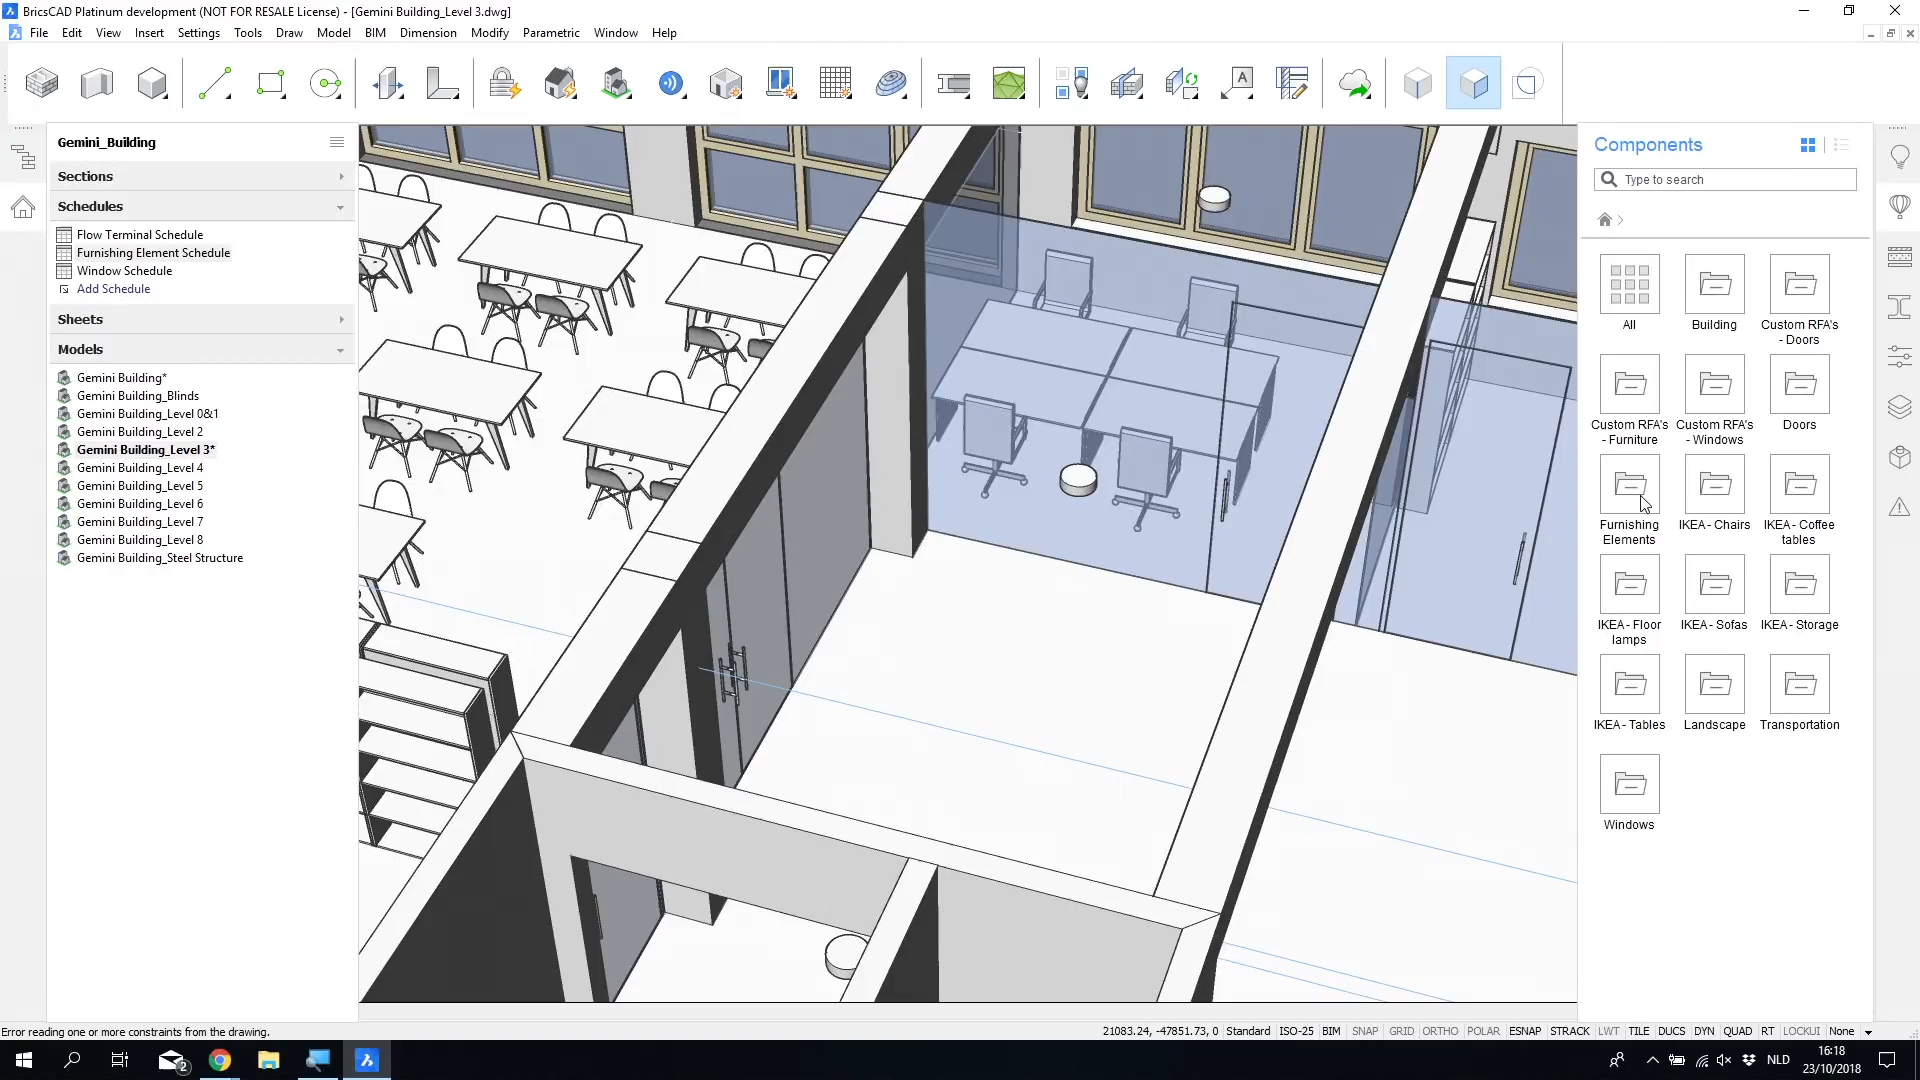 BricsCAD Platinum development (NOT FOR RESALE License) - [Gemini Building_Level 3.dwg]
File Edit View Insert Settings Tools Draw Model BIM Dimension Modify Parametric Window Help
A
Gemini_Building
Sections
Schedules
Flow Terminal Schedule
Furnishing Element Schedule
Window Schedule
Add Schedule
Sheets
Models
Gemini Building*
Gemini Building_Blinds
Gemini Building_Level 0&1
Gemini Building_Level 2
Gemini Building_Level 3*
Gemini Building_Level 4
Gemini Building_Level 5
Gemini Building_Level 6
Gemini Building_Level 7
Gemini Building_Level 8
Gemini Building_Steel Structure
Components
Type to search
All
Building
Custom RFA's
- Doors
Custom RFA's
- Furniture
Custom RFA's
- Windows
Doors
Furnishing
Elements
IKEA - Chairs
IKEA - Coffee
tables
IKEA - Floor
lamps
IKEA - Sofas
IKEA - Storage
IKEA - Tables
Landscape
Transportation
Windows
Error reading one or more constraints from the drawing.
21083.24, -47851.73, 0 Standard ISO-25 BIM SNAP GRID ORTHO POLAR ESNAP STRACK LWT TILE DUCS DYN QUAD RT LOCKUI None
2
NLD
16:18
23/10/2018